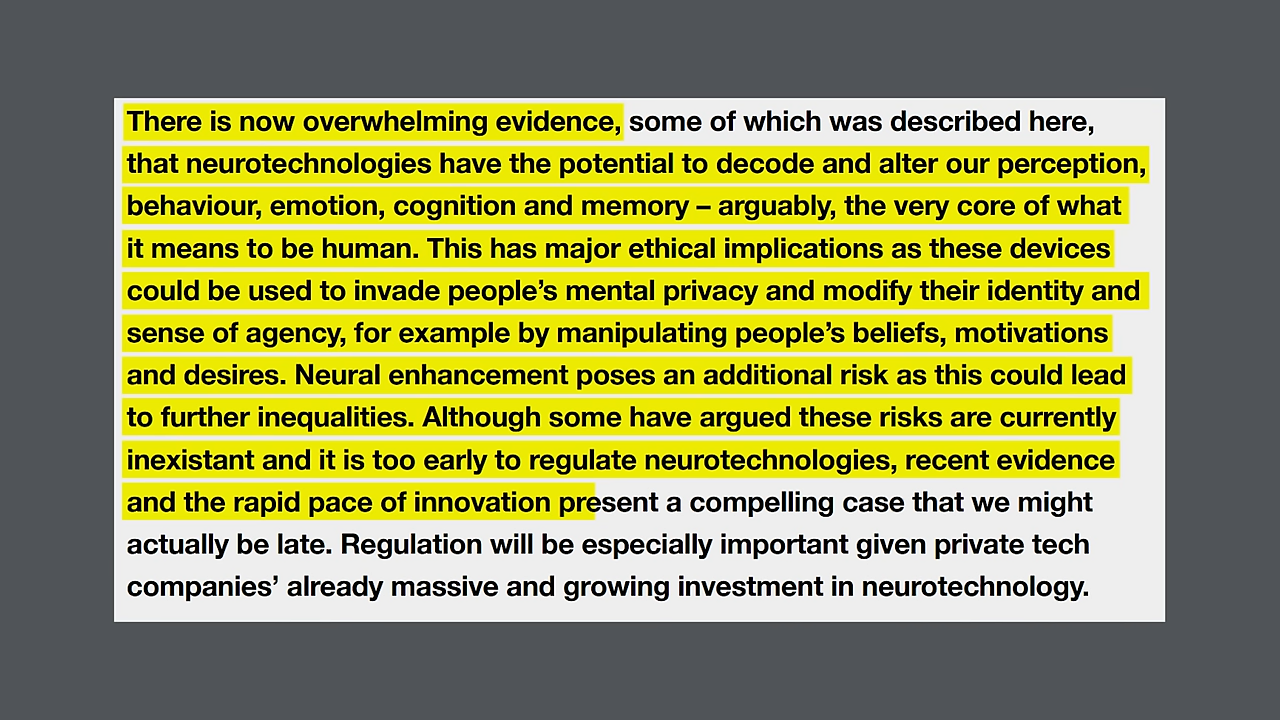 There is now overwhelming evidence, some of which was described here,
that neurotechnologies have the potential to decode and alter our perception,
behaviour, emotion, cognition and memory – arguably, the very core of what
it means to be human. This has major ethical implications as these devices
could be used to invade people’s mental privacy and modify their identity and
sense of agency, for example by manipulating people’s beliefs, motivations
and desires. Neural enhancement poses an additional risk as this could lead
to further inequalities. Although some have argued these risks are currently
inexistant and it is too early to regulate neurotechnologies, recent evidence
and the rapid pace of innovation present a compelling case that we might
actually be late. Regulation will be especially important given private tech
companies’ already massive and growing investment in neurotechnology.